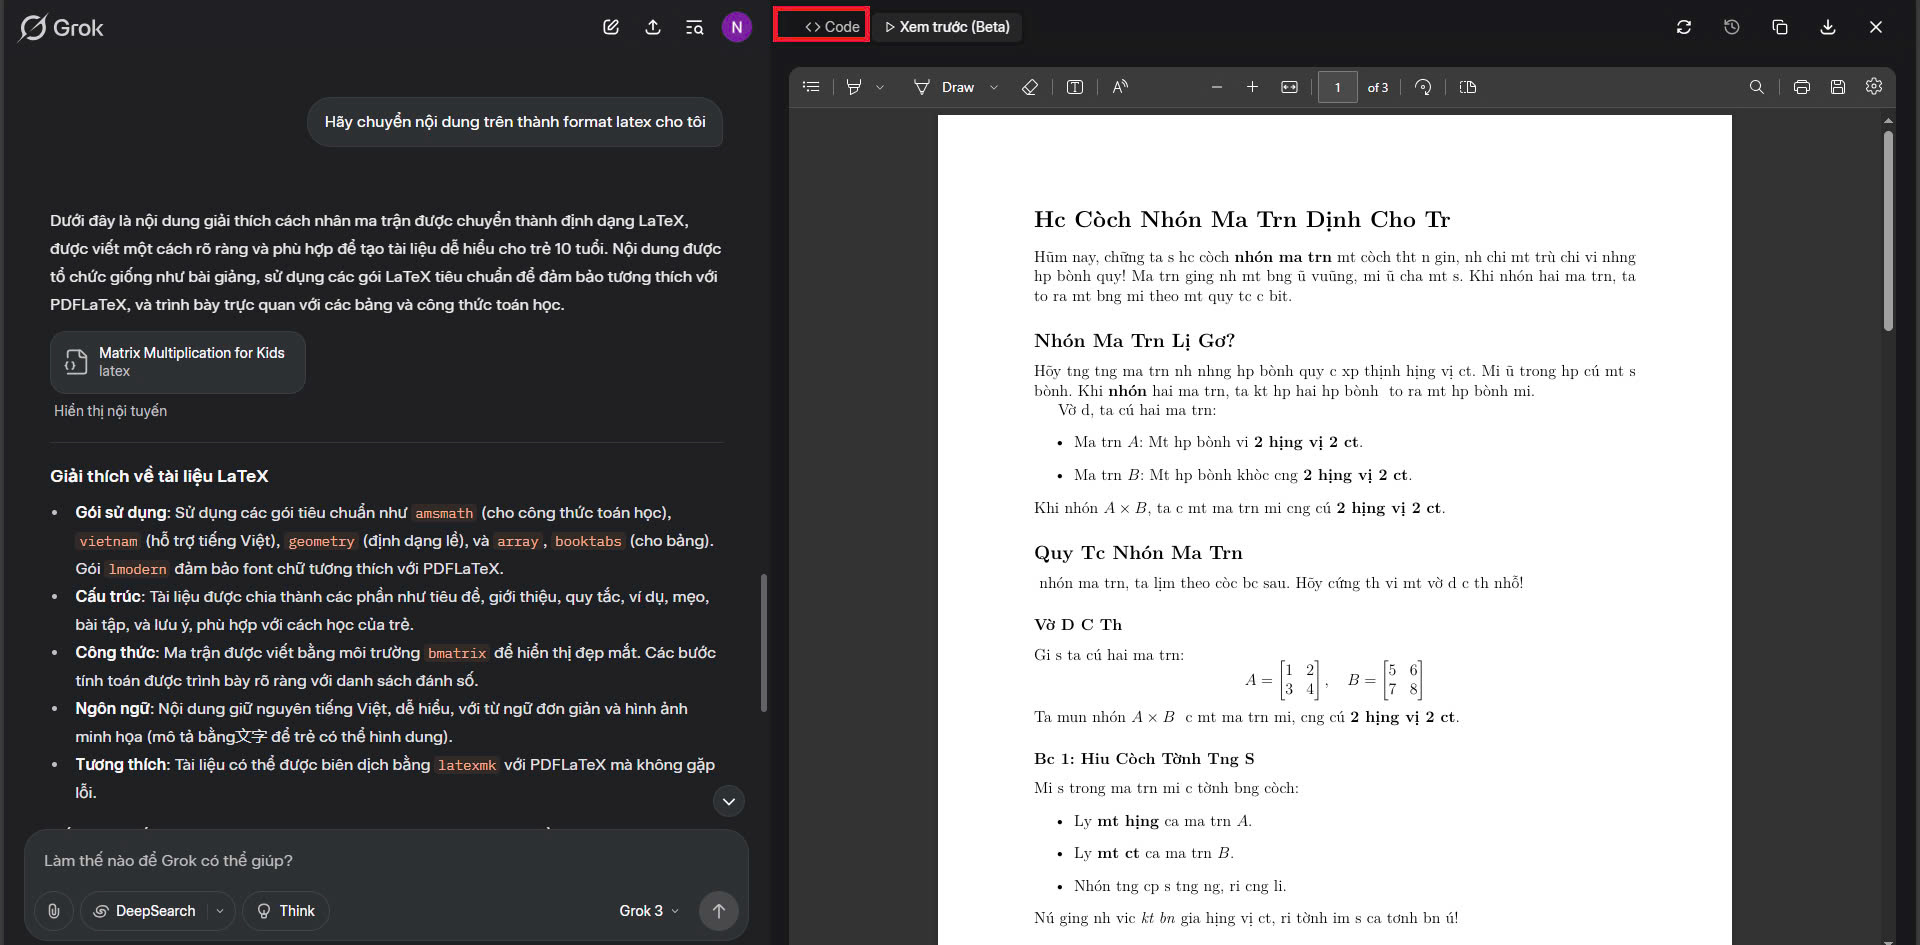 Grok
N
Hãy chuyển nội dung trên thành format latex cho tôi
Dưới đây là nội dung giải thích cách nhân ma trận được chuyển thành định dạng LaTeX,
được viết một cách rõ ràng và phù hợp để tạo tài liệu dễ hiểu cho trẻ 10 tuổi. Nội dung được
tổ chức giống như bài giảng, sử dụng các gói LaTeX tiêu chuẩn để đảm bảo tương thích với
PDFLaTeX, và trình bày trực quan với các bảng và công thức toán học.
Matrix Multiplication for Kids
latex
Hiển thị nội tuyến
Giải thích về tài liệu LaTeX
• Gói sử dụng: Sử dụng các gói tiêu chuẩn như amsmath (cho công thức toán học),
vietnam (hỗ trợ tiếng Việt), geometry (định dạng lề), và array, booktabs (cho bảng).
Gói lmodern đảm bảo font chữ tương thích với PDFLaTeX.
• Cấu trúc: Tài liệu được chia thành các phần như tiêu đề, giới thiệu, quy tắc, ví dụ, mẹo,
bài tập, và lưu ý, phù hợp với cách học của trẻ.
• Công thức: Ma trận được viết bằng môi trường bmatrix để hiển thị đẹp mắt. Các bước
tính toán được trình bày rõ ràng với danh sách đánh số.
• Ngôn ngữ: Nội dung giữ nguyên tiếng Việt, dễ hiểu, với từ ngữ đơn giản và hình ảnh
minh họa (mô tả bằng文字 để trẻ có thể hình dung).
• Tương thích: Tài liệu có thể được biên dịch bằng latexmk với PDFLaTeX mà không gặp
lỗi.
Làm thế nào để Grok có thể giúp?
DeepSearch
Think
Grok 3
<> Code
Xem trước (Beta)
Draw
1 of 3
Hc Còch Nhón Ma Trn Dịnh Cho Tr
Hũm nay, chững ta s hc còch nhón ma trn mt còch tht n gin, nh chi mt trù chi vi nhng
hp bònh quy! Ma trn ging nh mt bng ũ vuũng, mi ũ cha mt s. Khi nhón hai ma trn, ta
to ra mt bng mi theo mt quy tc c bit.
Nhón Ma Trn Lị Gơ?
Hõy tng tng ma trn nh nhng hp bònh quy c xp thịnh hịng vị ct. Mi ũ trong hp cú mt s
bònh. Khi nhón hai ma trn, ta kt hp hai hp bònh to ra mt hp bònh mi.
Vờ d, ta cú hai ma trn:
• Ma trn A: Mt hp bònh vi 2 hịng vị 2 ct.
• Ma trn B: Mt hp bònh khòc cng 2 hịng vị 2 ct.
Khi nhón A × B, ta c mt ma trn mi cng cú 2 hịng vị 2 ct.
Quy Tc Nhón Ma Trn
nhón ma trn, ta lịm theo còc bc sau. Hõy cứng th vi mt vờ d c th nhỗ!
Vờ D C Th
Gi s ta cú hai ma trn:
A = [1 2
3 4], B = [5 6
7 8]
Ta mun nhón A × B c mt ma trn mi, cng cú 2 hịng vị 2 ct.
Bc 1: Hiu Còch Tờnh Tng S
Mi s trong ma trn mi c tờnh bng còch:
• Ly mt hịng ca ma trn A.
• Ly mt ct ca ma trn B.
• Nhón tng cp s tng ng, ri cng li.
Nú ging nh vic kt bn gia hịng vị ct, ri tờnh im s ca tơnh bn ú!